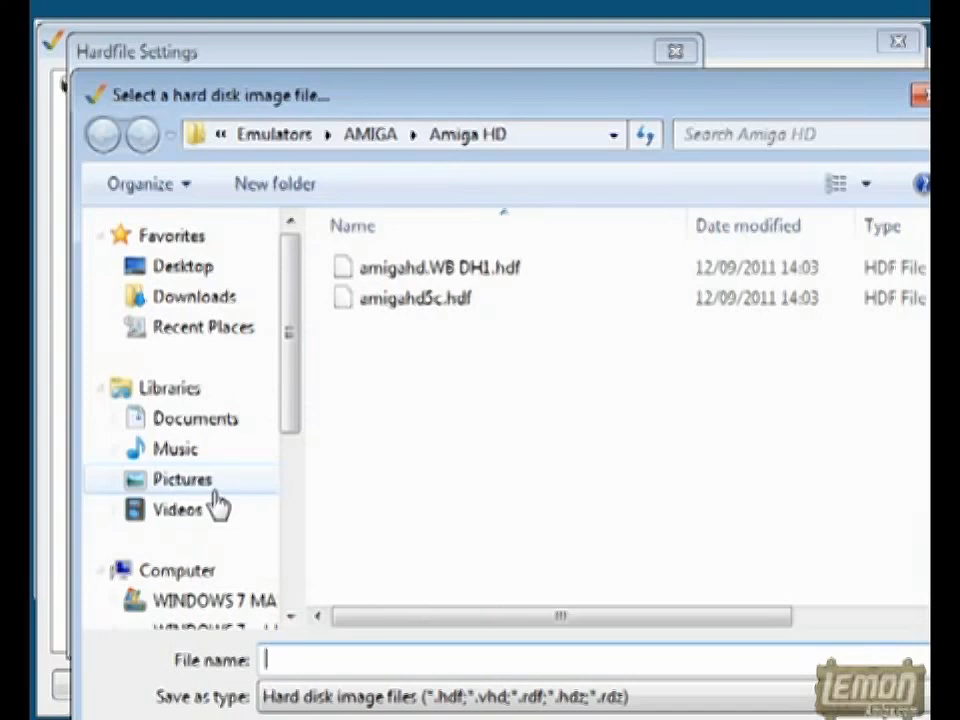 Hardfile Settings
Select a hard disk image file...
« Emulators ▸ AMIGA ▸ Amiga HD
Search Amiga HD
Organize ▾ New folder
Name Date modified Type
amigahd.WB DH1.hdf 12/09/2011 14:03 HDF File
amigahd5c.hdf 12/09/2011 14:03 HDF File
Favorites
Desktop
Downloads
Recent Places
Libraries
Documents
Music
Pictures
Videos
Computer
WINDOWS 7 MA
File name:
Save as type: Hard disk image files (*.hdf;*.vhd;*.rdf;*.hdz;*.rdz)
LEMON
Amiga.com